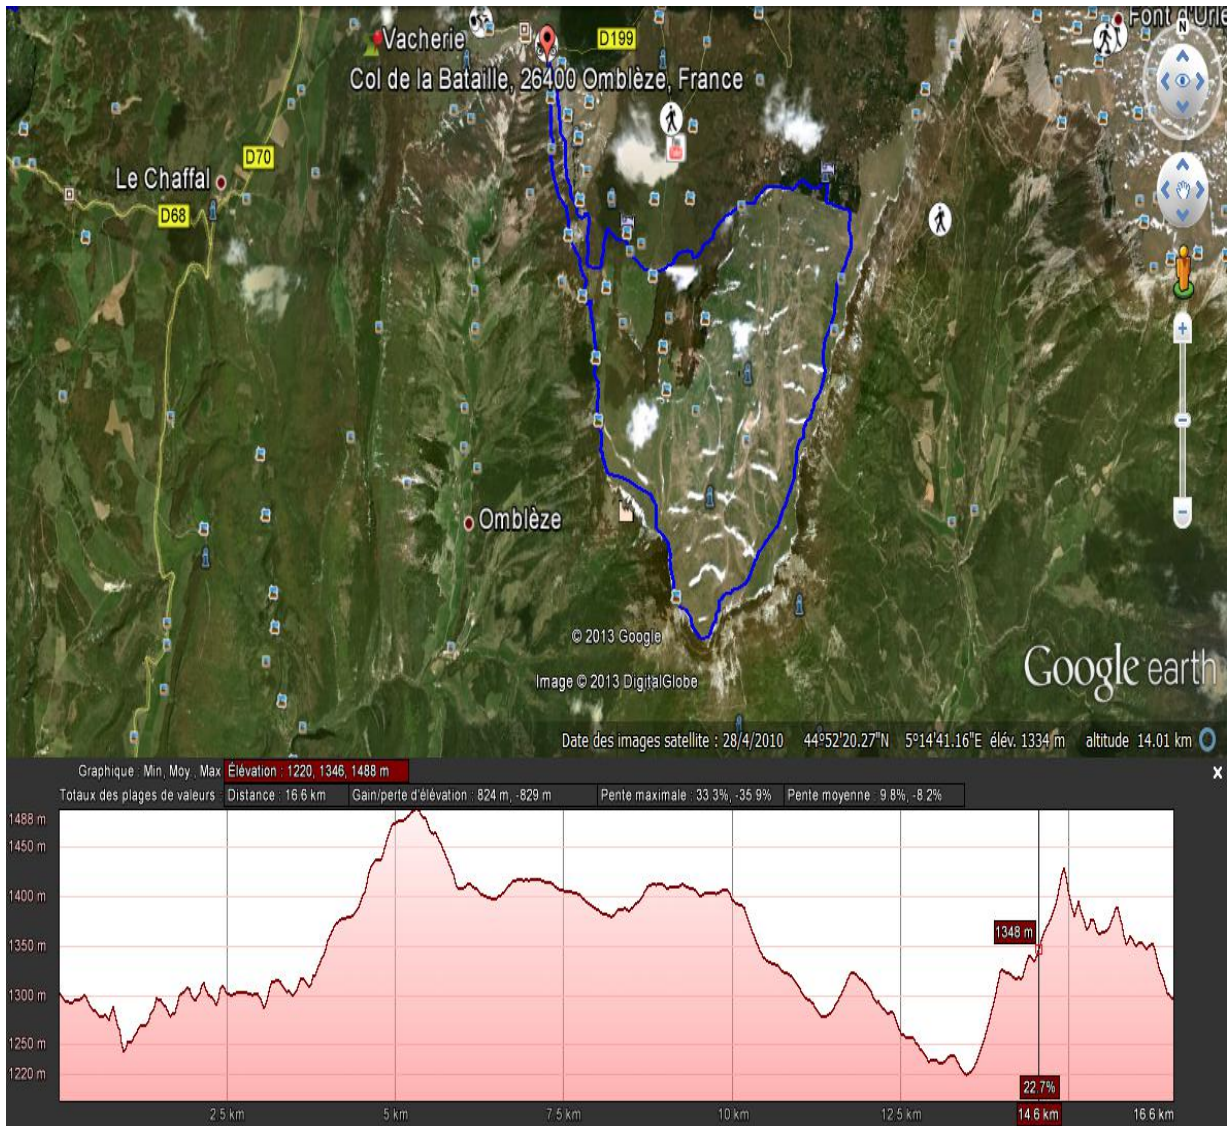 Font d'Urle
N
Vacherie
D199
Col de la Bataille, 26400 Omblèze, France
D70
Le Chaffal
D68
Omblèze
© 2013 Google
Image © 2013 DigitalGlobe
Google earth
Date des images satellite : 28/4/2010 44°52'20.27"N 5°14'41.16"E élév. 1334 m altitude 14.01 km
Graphique : Min, Moy., Max Élévation : 1220, 1346, 1488 m
Totaux des plages de valeurs : Distance : 16.6 km Gain/perte d'élévation : 824 m, -829 m Pente maximale : 33.3%, -35.9% Pente moyenne : 9.8%, -8.2%
1488 m
1450 m
1400 m
1350 m
1348 m
1300 m
1250 m
1220 m
22.7%
2.5 km 5 km 7.5 km 10 km 12.5 km 14.6 km 16.6 km